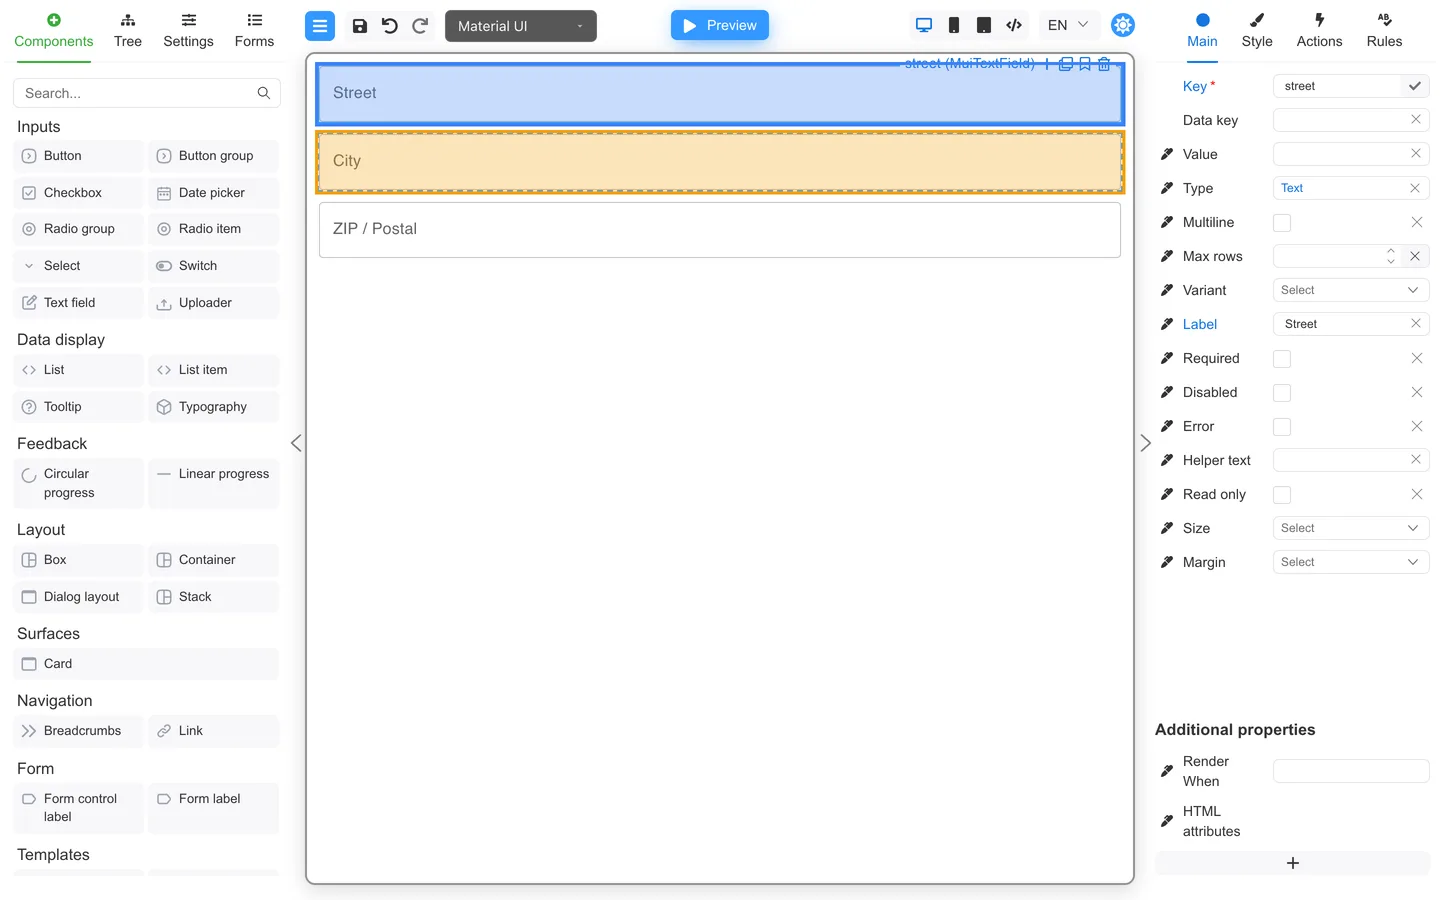 Components
Tree
Settings
Forms
Material UI
Preview
EN
Main
Style
Actions
Rules
Search...
Inputs
Button
Button group
Checkbox
Date picker
Radio group
Radio item
Select
Switch
Text field
Uploader
Data display
List
List item
Tooltip
Typography
Feedback
Circular
progress
Linear progress
Layout
Box
Container
Dialog layout
Stack
Surfaces
Card
Navigation
Breadcrumbs
Link
Form
Form control
label
Form label
Templates
street (MuiTextField)
Street
City
ZIP / Postal
Key *
street
Data key
Value
Type
Text
Multiline
Max rows
Variant
Select
Label
Street
Required
Disabled
Error
Helper text
Read only
Size
Select
Margin
Select
Additional properties
Render
When
HTML
attributes